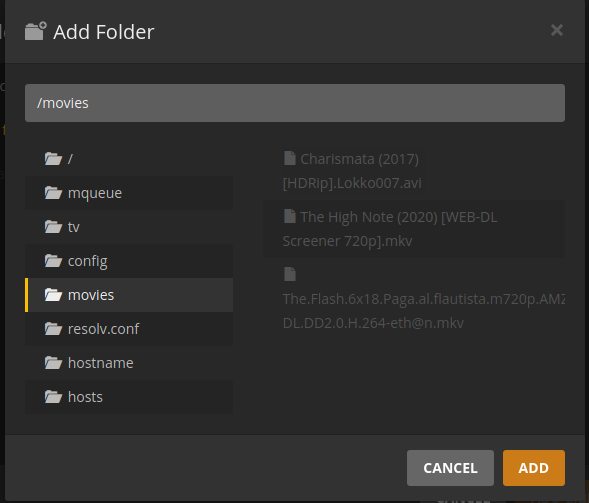 Add Folder
/movies
/
mqueue
tv
config
movies
resolv.conf
hostname
hosts
Charismata (2017)
[HDRip].Lokko007.avi
The High Note (2020) [WEB-DL
Screener 720p].mkv
The.Flash.6x18.Paga.al.flautista.m720p.AMZ
DL.DD2.0.H.264-eth@n.mkv
CANCEL
ADD